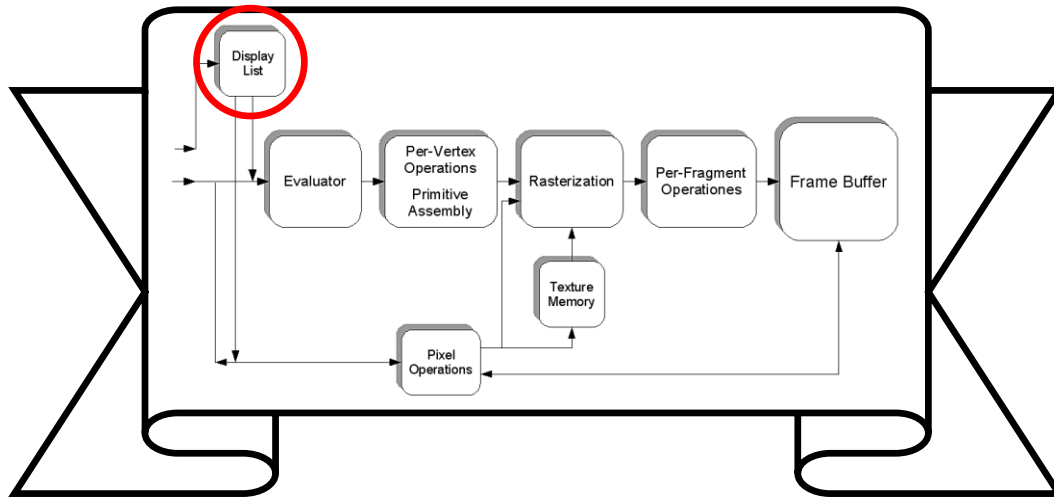 Display
List
Evaluator
Per-Vertex
Operations
Primitive
Assembly
Rasterization
Per-Fragment
Operationes
Frame Buffer
Texture
Memory
Pixel
Operations